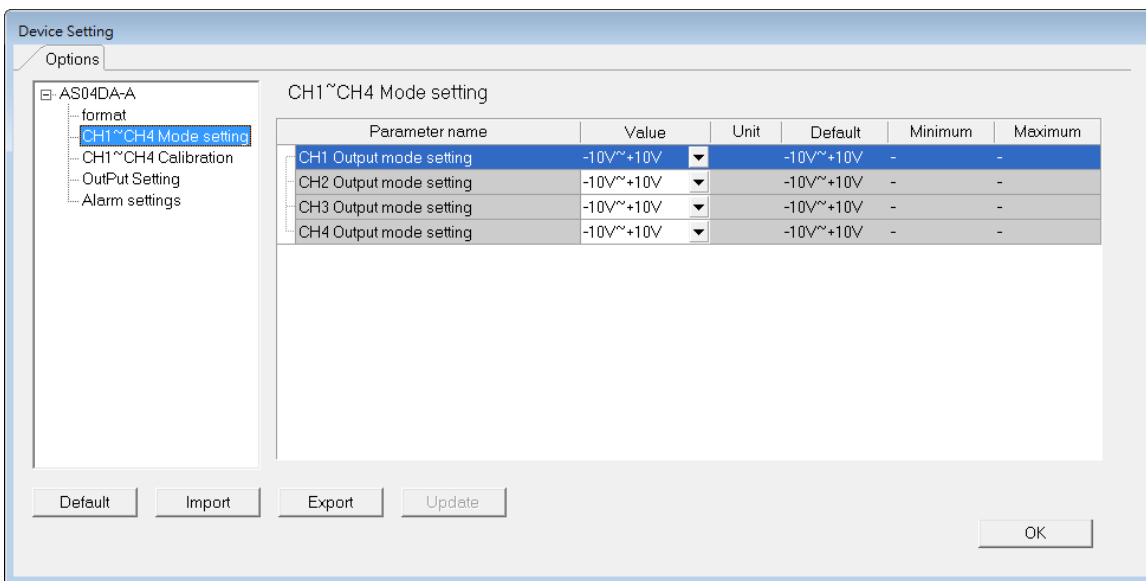 Device Setting
Options
AS04DA-A
format
CH1~CH4 Mode setting
CH1~CH4 Calibration
OutPut Setting
Alarm settings
CH1~CH4 Mode setting
Parameter name Value Unit Default Minimum Maximum
CH1 Output mode setting -10V~+10V -10V~+10V - -
CH2 Output mode setting -10V~+10V -10V~+10V - -
CH3 Output mode setting -10V~+10V -10V~+10V - -
CH4 Output mode setting -10V~+10V -10V~+10V - -
Default Import Export Update
OK